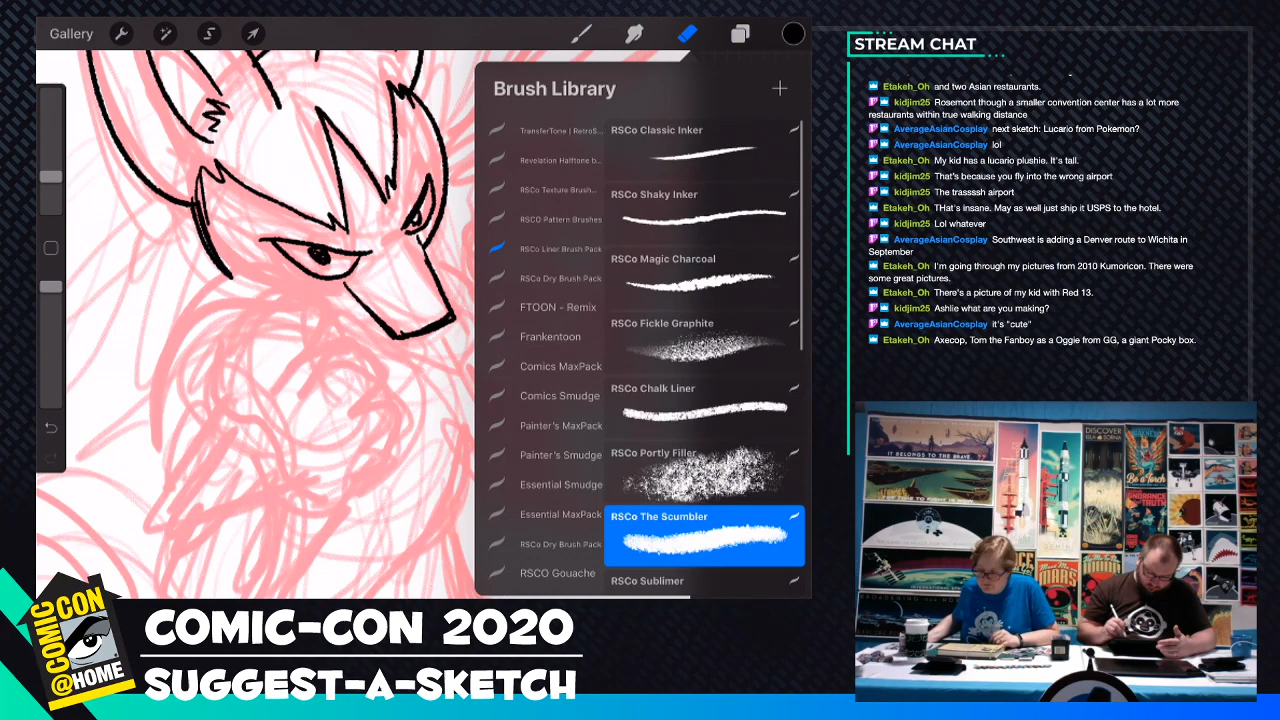 Gallery
Brush Library
TransferTone | RetroS...
Revelation Halftone b...
RSCo Texture Brush...
RSCO Pattern Brushes
RSCo Liner Brush Pack
RSCo Dry Brush Pack
FTOON - Remix
Frankentoon
Comics MaxPack
Comics Smudge
Painter's MaxPack
Painter's Smudge
Essential Smudge
Essential MaxPack
RSCo Dry Brush Pack
RSCO Gouache
RSCo Classic Inker
RSCo Shaky Inker
RSCo Magic Charcoal
RSCo Fickle Graphite
RSCo Chalk Liner
RSCo Portly Filler
RSCo The Scumbler
RSCo Sublimer
STREAM CHAT
Etakeh_Oh and two Asian restaurants.
kidjim25 Rosemont though a smaller convention center has a lot more
restaurants within true walking distance
AverageAsianCosplay next sketch: Lucario from Pokemon?
AverageAsianCosplay lol
Etakeh_Oh My kid has a lucario plushie. It's tall.
kidjim25 That's because you fly into the wrong airport
kidjim25 The trassssh airport
Etakeh_Oh THat's insane. May as well just ship it USPS to the hotel.
kidjim25 Lol whatever
AverageAsianCosplay Southwest is adding a Denver route to Wichita in
September
Etakeh_Oh I'm going through my pictures from 2010 Kumoricon. There were
some great pictures.
Etakeh_Oh There's a picture of my kid with Red 13.
kidjim25 Ashlie what are you making?
AverageAsianCosplay it's "cute"
Etakeh_Oh Axecop, Tom the Fanboy as a Oggie from GG, a giant Pocky box.
IT BELONGS TO THE BRAVE
DISCOVER
Be a Torch
IGNORANCE
TRUTH
MARS
COMIC CON
@HOME
COMIC-CON 2020
SUGGEST-A-SKETCH